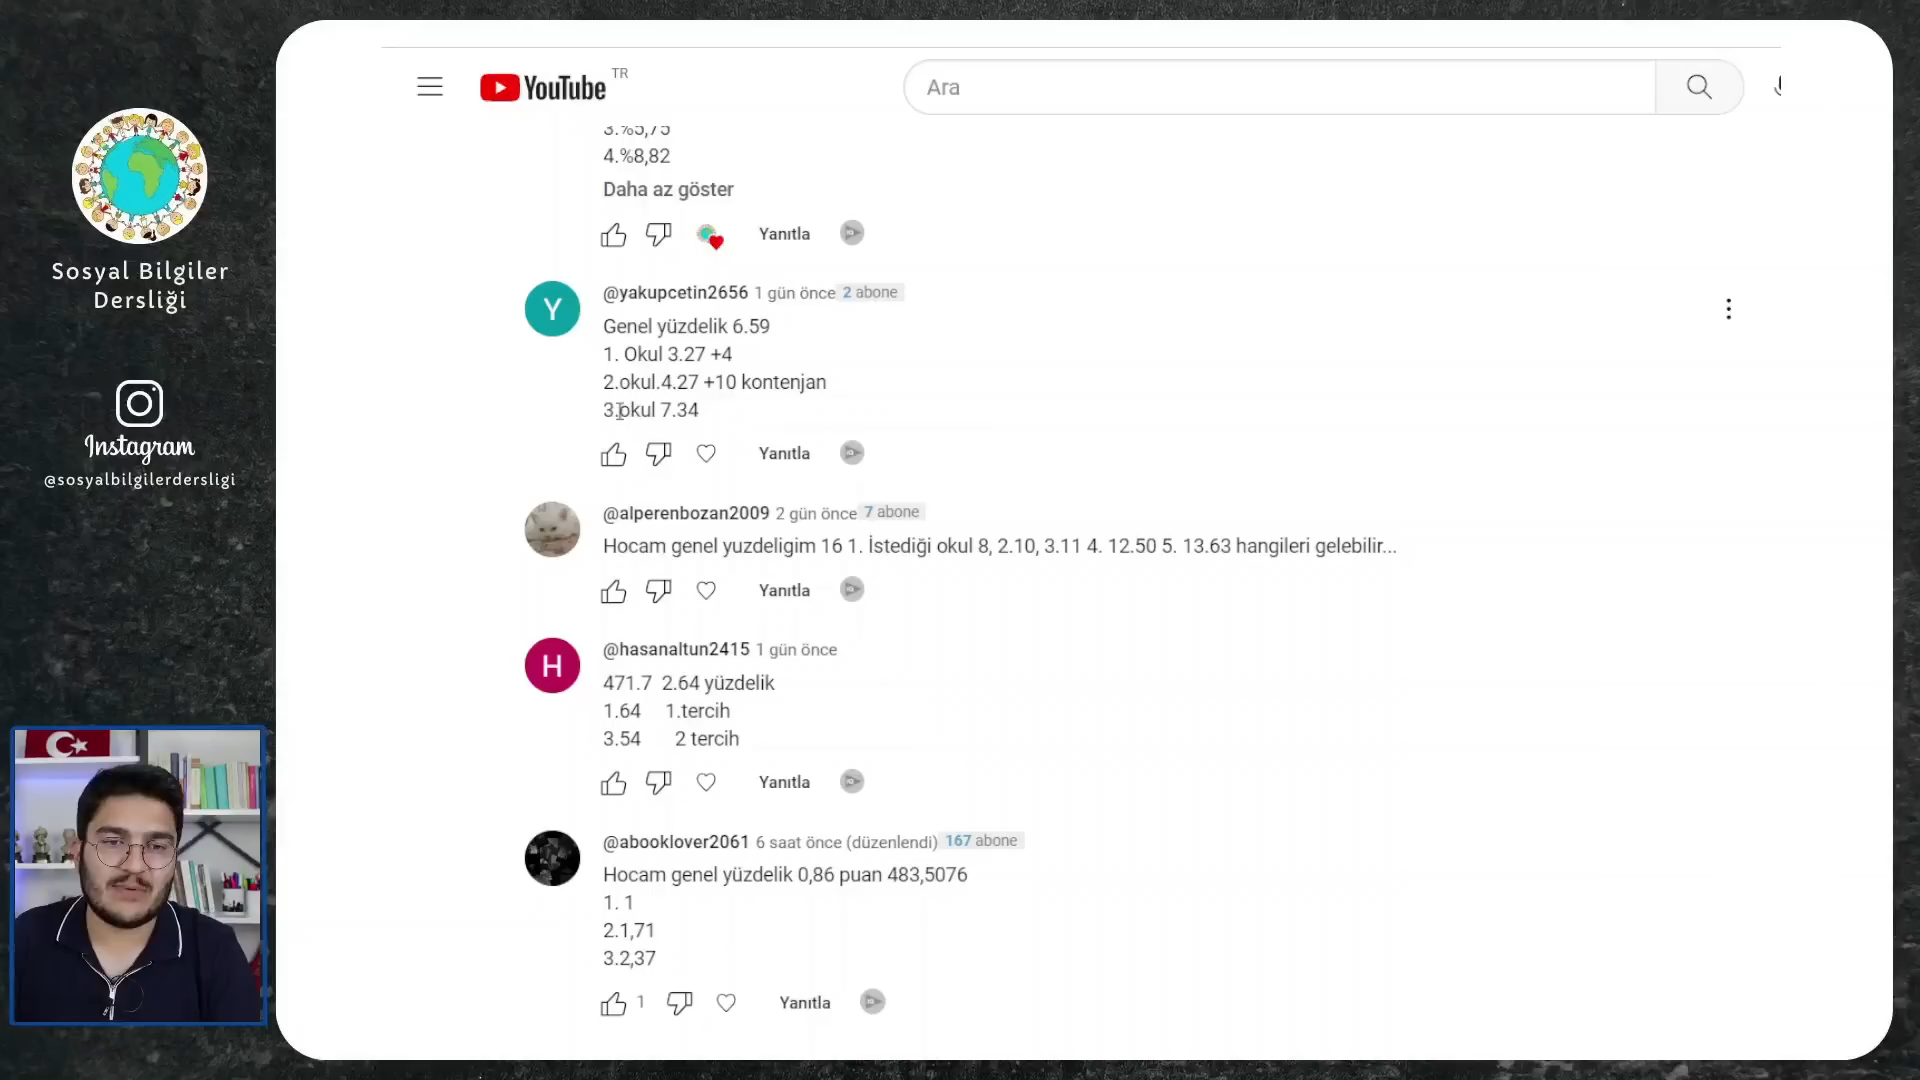 Sosyal Bilgiler
Dersliği
Instagram
@sosyalbilgilerdersligi
YouTube TR
Ara
3.%5,75
4.%8,82
Daha az göster
Yanıtla
Y
@yakupcetin2656 1 gün önce 2 abone
Genel yüzdelik 6.59
1. Okul 3.27 +4
2.okul.4.27 +10 kontenjan
3.okul 7.34
Yanıtla
@alperenbozan2009 2 gün önce 7 abone
Hocam genel yuzdeligim 16 1. İstediği okul 8, 2.10, 3.11 4. 12.50 5. 13.63 hangileri gelebilir...
Yanıtla
H
@hasanaltun2415 1 gün önce
471.7 2.64 yüzdelik
1.64 1.tercih
3.54 2 tercih
Yanıtla
@abooklover2061 6 saat önce (düzenlendi) 167 abone
Hocam genel yüzdelik 0,86 puan 483,5076
1. 1
2.1,71
3.2,37
1 Yanıtla